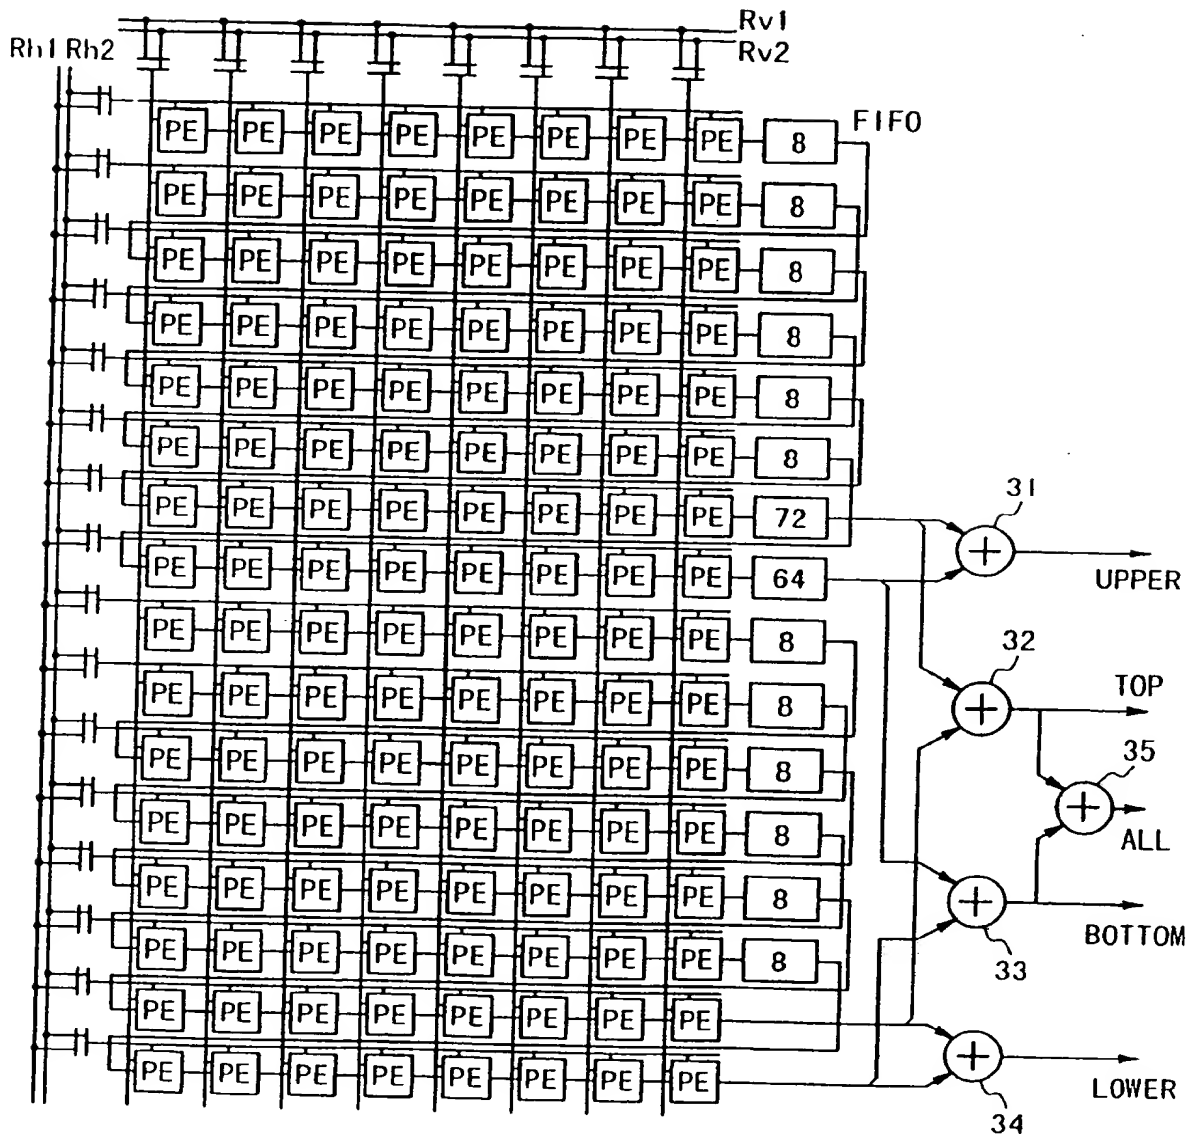 Rv1
Rv2
Rh1 Rh2
PE PE PE PE PE PE PE PE 8 FIFO
PE PE PE PE PE PE PE PE 8
PE PE PE PE PE PE PE PE 8
PE PE PE PE PE PE PE PE 8
PE PE PE PE PE PE PE PE 8
PE PE PE PE PE PE PE PE 8
PE PE PE PE PE PE PE PE 72
31
PE PE PE PE PE PE PE PE 64
UPPER
PE PE PE PE PE PE PE PE 8
32
PE PE PE PE PE PE PE PE 8
TOP
PE PE PE PE PE PE PE PE 8
35
PE PE PE PE PE PE PE PE 8
ALL
PE PE PE PE PE PE PE PE 8
PE PE PE PE PE PE PE PE 8
BOTTOM
33
PE PE PE PE PE PE PE PE
PE PE PE PE PE PE PE PE
LOWER
34